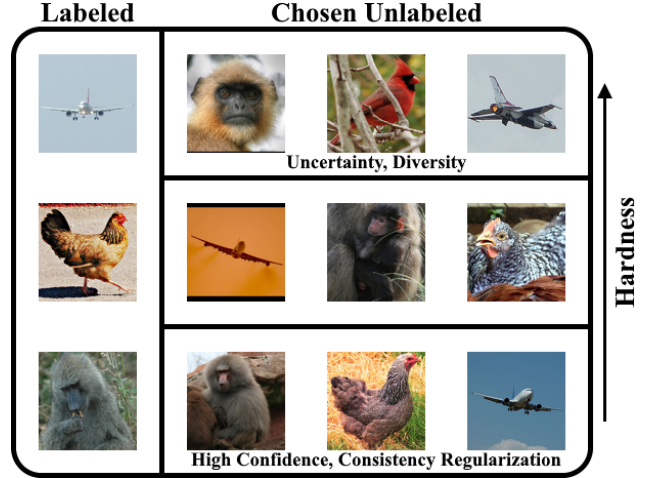 Labeled
Chosen Unlabeled
Uncertainty, Diversity
Hardness
High Confidence, Consistency Regularization